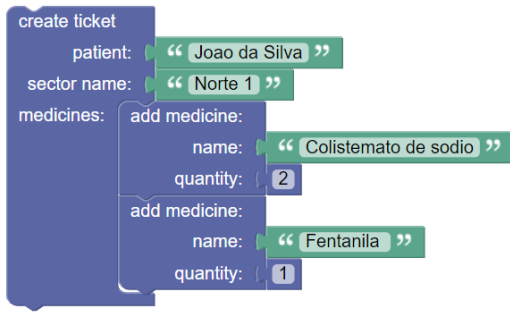 create ticket
patient: “ Joao da Silva ”
sector name: “ Norte 1 ”
medicines: add medicine:
name: “ Colistemato de sodio ”
quantity: 2
add medicine:
name: “ Fentanila ”
quantity: 1